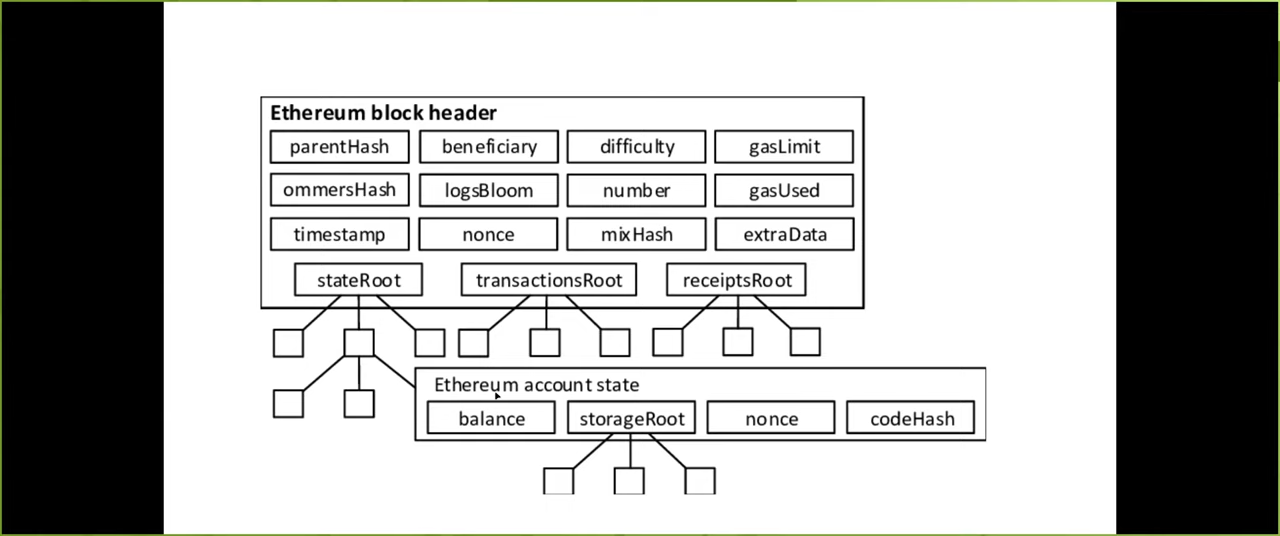 Ethereum block header
parentHash beneficiary difficulty gasLimit
ommersHash logsBloom number gasUsed
timestamp nonce mixHash extraData
stateRoot transactionsRoot receiptsRoot
Ethereum account state
balance storageRoot nonce codeHash